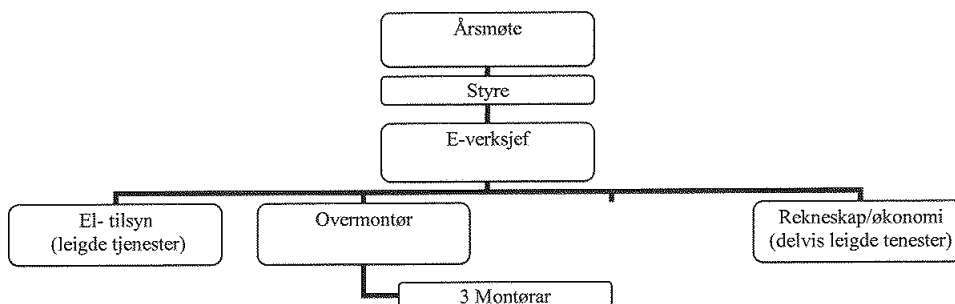 Årsmøte
Styre
E-verksjef
El- tilsyn
(leigde tjenester)
Overmontør
Rekneskap/økonomi
(delvis leigde tenester)
3 Montørar